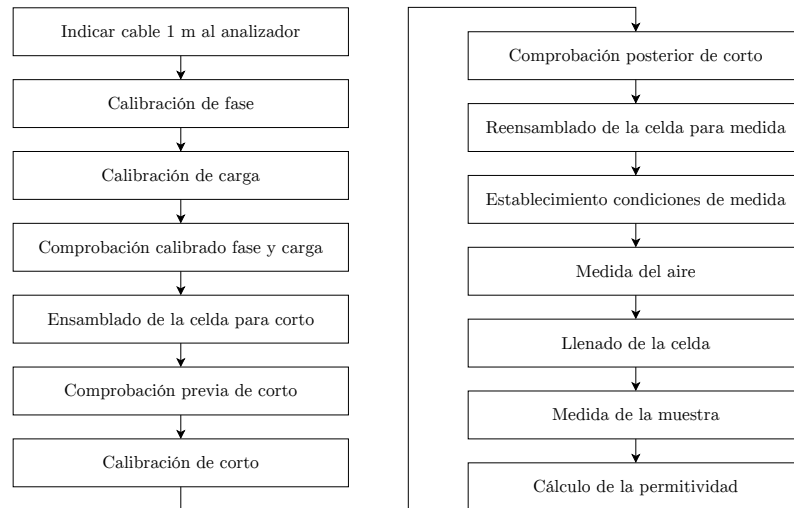 Indicar cable 1 m al analizador
Calibración de fase
Calibración de carga
Comprobación calibrado fase y carga
Ensamblado de la celda para corto
Comprobación previa de corto
Calibración de corto
Comprobación posterior de corto
Reensamblado de la celda para medida
Establecimiento condiciones de medida
Medida del aire
Llenado de la celda
Medida de la muestra
Cálculo de la permitividad